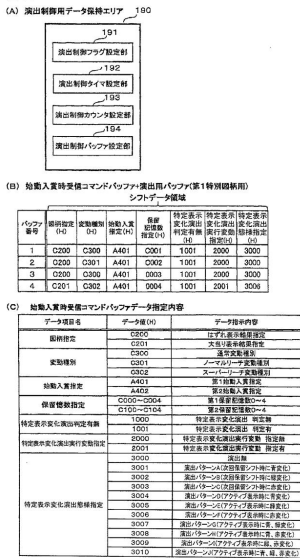 (A) 演出制御用データ保持エリア 190
191
演出制御フラグ設定部
192
演出制御タイマ設定部
193
演出制御カウンタ設定部
194
演出制御バッファ設定部
(B) 始動入賞時受信コマンドバッファ+演出用バッファ(第1特別図柄用)
シフトデータ領域
バッファ番号 図柄指定(H) 変動種別(H) 始動入賞指定(H) 保留記憶数指定(H) 特定表示変化演出判定有無(H) 特定表示変化演出実行変動指定(H) 特定表示変化演出態様指定(H)
1 C200 C300 A401 C001 1001 2000 3000
2 C200 C301 A401 C002 1001 2000 3000
3 C200 C300 A401 0003 1001 2000 3000
4 C201 C302 A401 0004 1001 2001 3006
(C) 始動入賞時受信コマンドバッファデータ指定内容
データ項目名 データ値(H) データ指示内容
図柄指定 C200 はずれ表示結果指定
C201 大当り表示結果指定
変動種別 C300 通常変動種別
C301 ノーマルリーチ変動種別
C302 スーパーリーチ変動種別
始動入賞指定 A401 第1始動入賞指定
A402 第2始動入賞指定
保留記憶数指定 C000~C004 第1保留記憶数0~4
C100~C104 第2保留記憶数0~4
特定表示変化演出判定有無 1000 特定表示変化演出 判定無
1001 特定表示変化演出 判定有
特定表示変化演出実行変動指定 2000 特定表示変化演出実行変動 指定無
2001 特定表示変化演出実行変動 指定有
特定表示変化演出態様指定 3000 演出無
3001 演出パターンA(次回保留シフト時に青変化)
3002 演出パターンB(次回保留シフト時に緑変化)
3003 演出パターンC(次回保留シフト時に赤変化)
3004 演出パターンD(アクティブ表示時に青変化)
3005 演出パターンE(アクティブ表示時に緑変化)
3006 演出パターンF(アクティブ表示時に赤変化)
3007 演出パターンG(アクティブ表示時に青、緑変化)
3008 演出パターンH(アクティブ表示時に青、赤変化)
3009 演出パターンI(アクティブ表示時に緑、赤変化)
3010 演出パターンJ(アクティブ表示時に青、緑、赤変化)